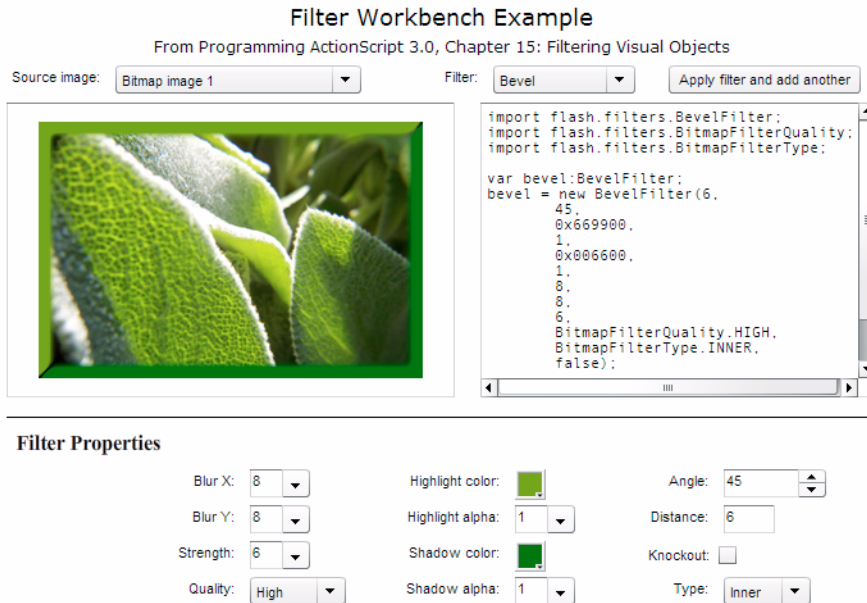 Filter Workbench Example
From Programming ActionScript 3.0, Chapter 15: Filtering Visual Objects
Source image: Bitmap image 1 Filter: Bevel Apply filter and add another
import flash.filters.BevelFilter;
import flash.filters.BitmapFilterQuality;
import flash.filters.BitmapFilterType;
var bevel:BevelFilter;
bevel = new BevelFilter(6,
45,
0x669900,
1,
0x006600,
1,
8,
8,
6,
BitmapFilterQuality.HIGH,
BitmapFilterType.INNER,
false);
Filter Properties
Blur X: 8 Highlight color: Angle: 45
Blur Y: 8 Highlight alpha: 1 Distance: 6
Strength: 6 Shadow color: Knockout:
Quality: High Shadow alpha: 1 Type: Inner